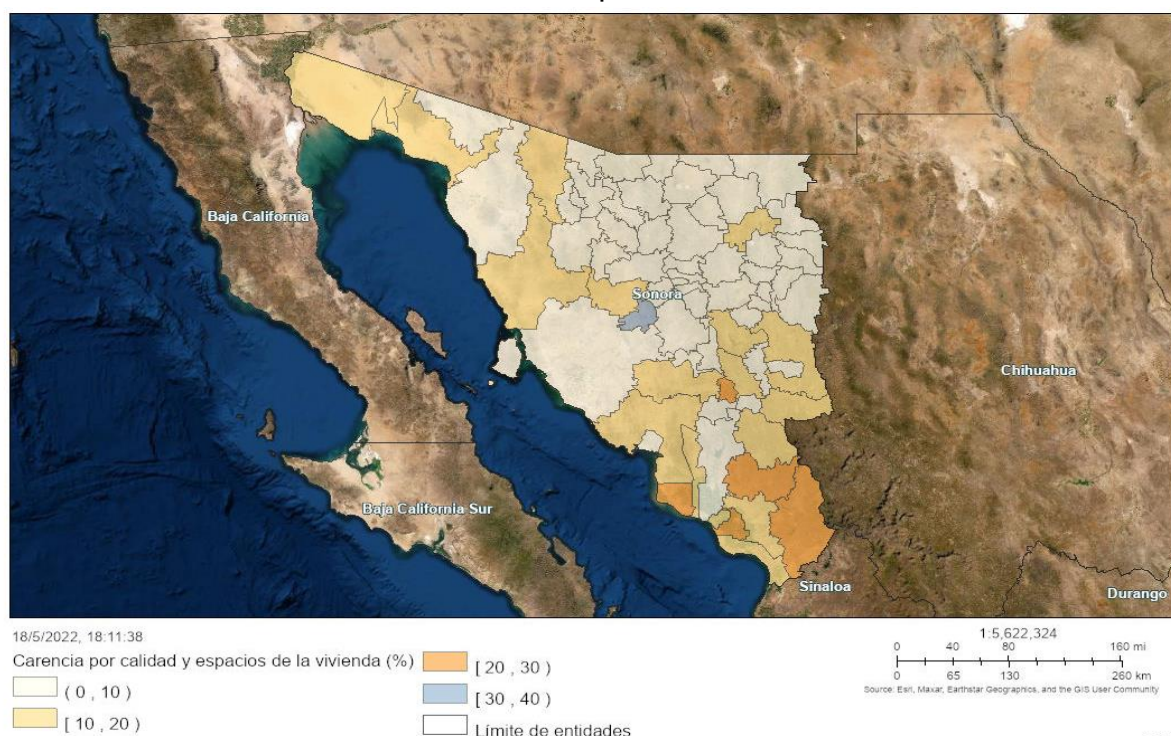 Baja California
Sonora
Chihuahua
Baja California Sur
Sinaloa
Durango
18/5/2022, 18:11:38
Carencia por calidad y espacios de la vivienda (%)
( 0 , 10 )
[ 10 , 20 )
[ 20 , 30 )
[ 30 , 40 )
Límite de entidades
1:5,622,324
0 40 80 160 mi
0 65 130 260 km
Source: Esri, Maxar, Earthstar Geographics, and the GIS User Community